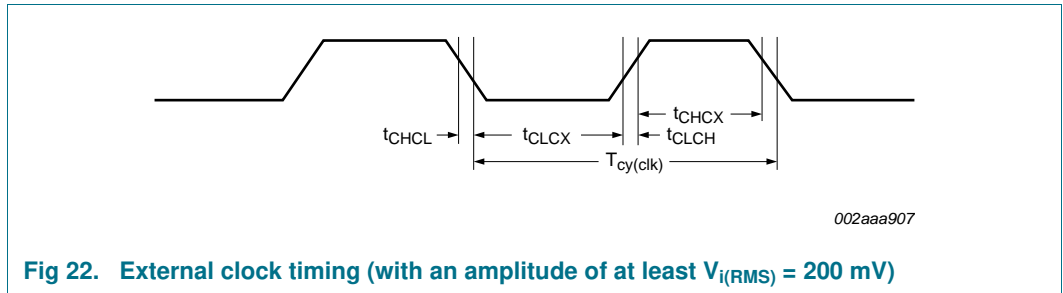 tCHCX
tCHCL tCLCX tCLCH
Tcy(clk)
002aaa907
Fig 22. External clock timing (with an amplitude of at least Vi(RMS) = 200 mV)